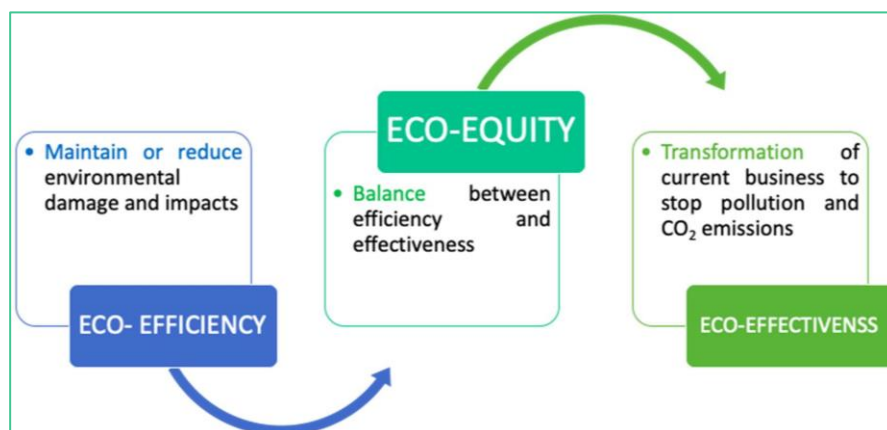 • Maintain or reduce
environmental
damage and impacts
ECO- EFFICIENCY
ECO-EQUITY
• Balance between
efficiency and
effectiveness
• Transformation of
current business to
stop pollution and
CO₂ emissions
ECO-EFFECTIVENSS